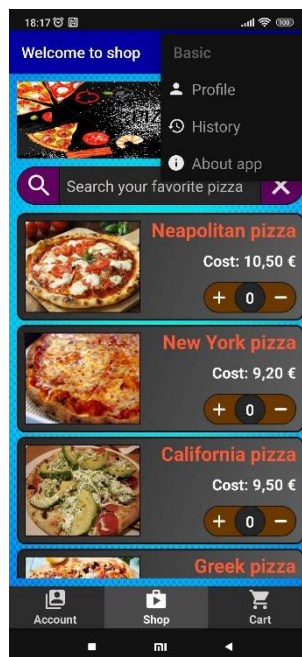 18:17
100
Welcome to shop
Basic
Profile
History
About app
Search your favorite pizza
Neapolitan pizza
Cost: 10,50 €
+ 0 −
New York pizza
Cost: 9,20 €
+ 0 −
California pizza
Cost: 9,50 €
+ 0 −
Greek pizza
Account
Shop
Cart